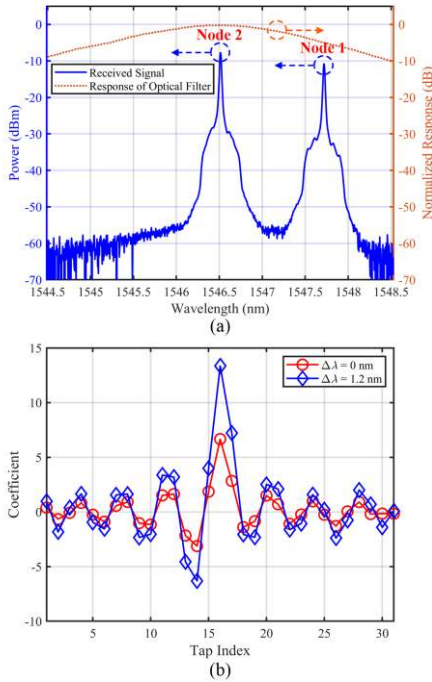 10
0
-10
-20
-30
-40
-50
-60
-70
Power (dBm)
Node 2
Node 1
Received Signal
Response of Optical Filter
10
0
-10
-20
-30
-40
-50
-60
-70
Normalized Response (dB)
1544.5 1545 1545.5 1546 1546.5 1547 1547.5 1548 1548.5
Wavelength (nm)
(a)
15
10
5
0
-5
-10
Coefficient
Δλ = 0 nm
Δλ = 1.2 nm
5 10 15 20 25 30
Tap Index
(b)